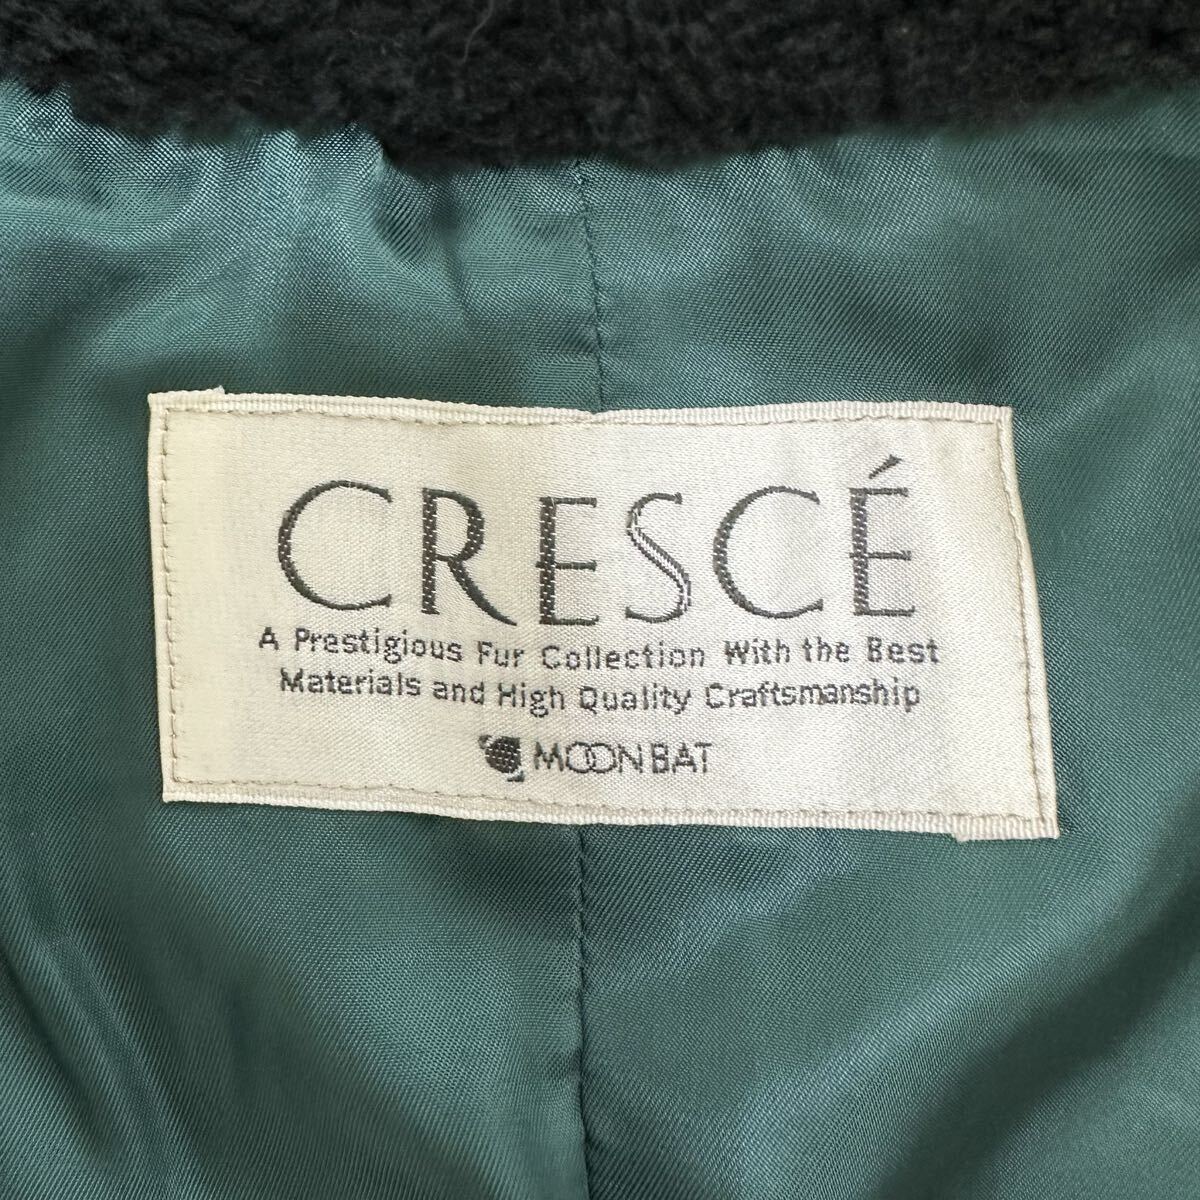 CRESCÉ
A Prestigious Fur Collection With the Best
Materials and High Quality Craftsmanship
MOONBAT